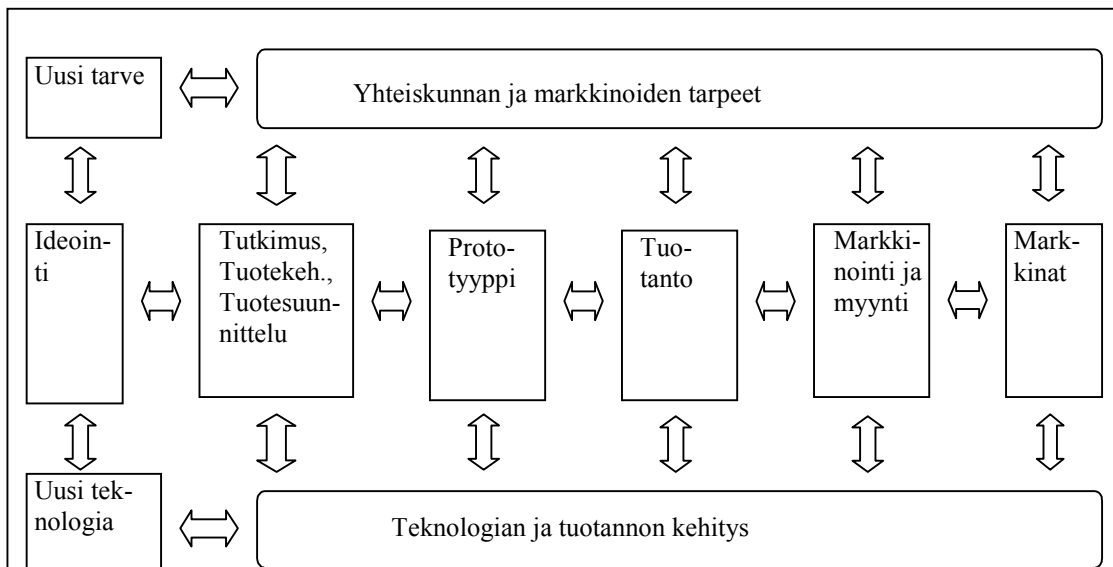 Uusi tarve
Yhteiskunnan ja markkinoiden tarpeet
Ideoin-
ti
Tutkimus,
Tuotekeh.,
Tuotesuun-
nittelu
Proto-
tyyppi
Tuo-
tanto
Markki-
nointi ja
myynti
Mark-
kinat
Uusi tek-
nologia
Teknologian ja tuotannon kehitys